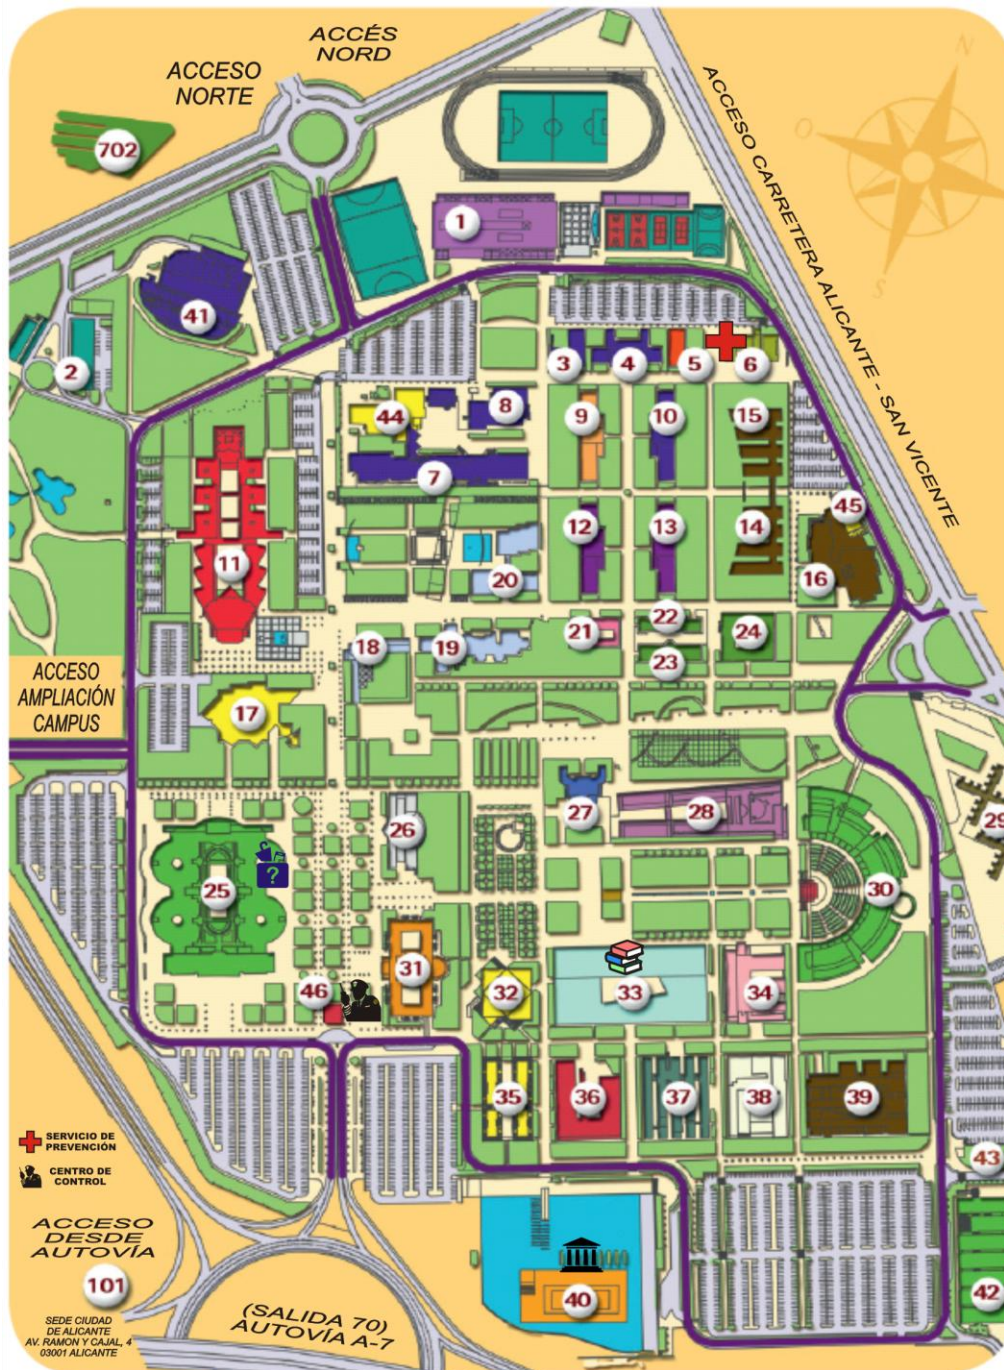 ACCÉS
NORD
ACCESO
NORTE
ACCESO CARRETERA ALICANTE - SAN VICENTE
N
O
S
702
1
41
2
3
4
5
6
44
8
9
10
15
7
45
12
13
14
11
20
16
18
19
21
22
23
24
ACCESO
AMPLIACIÓN
CAMPUS
17
27
28
29
26
25
?
30
31
46
32
33
34
35
36
37
38
39
SERVICIO DE
PREVENCIÓN
CENTRO DE
CONTROL
43
ACCESO
DESDE
AUTOVÍA
101
SEDE CIUDAD
DE ALICANTE
AV. RAMON Y CAJAL, 4
03001 ALICANTE
(SALIDA 70)
AUTOVÍA A-7
40
42